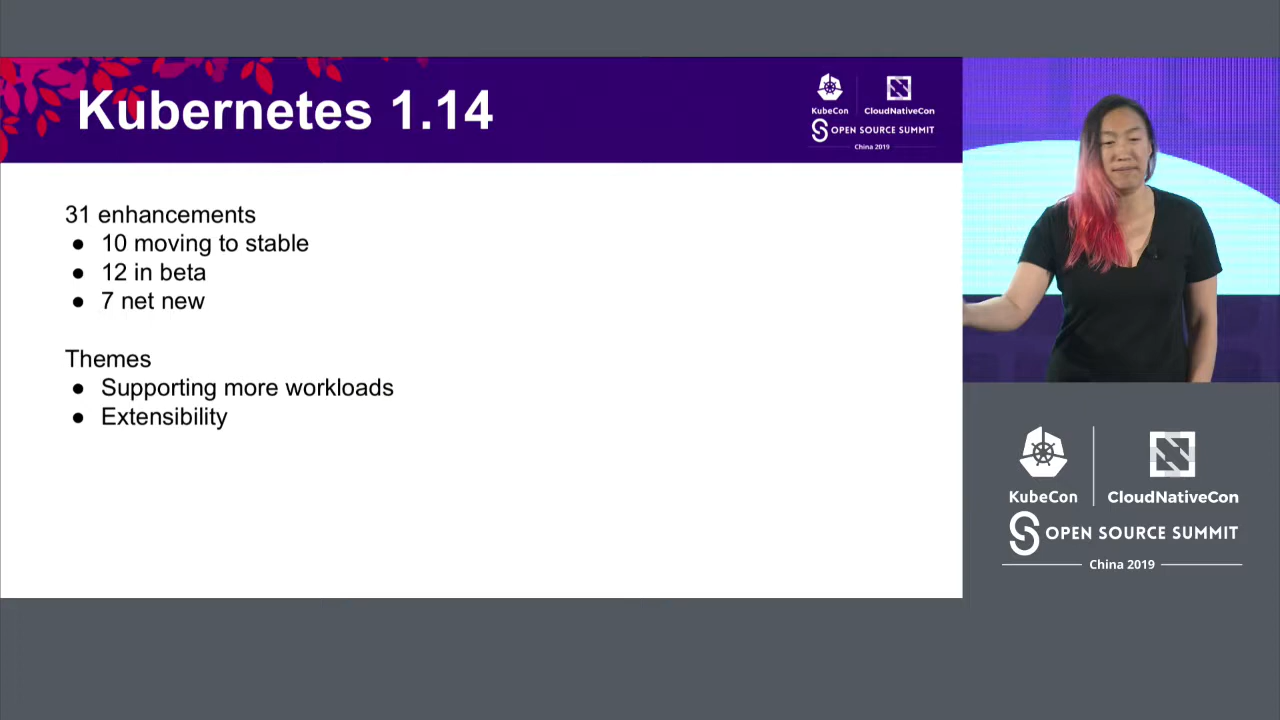 Kubernetes 1.14
KubeCon
CloudNativeCon
OPEN SOURCE SUMMIT
China 2019
31 enhancements
● 10 moving to stable
● 12 in beta
● 7 net new
Themes
● Supporting more workloads
● Extensibility
KubeCon
CloudNativeCon
OPEN SOURCE SUMMIT
China 2019